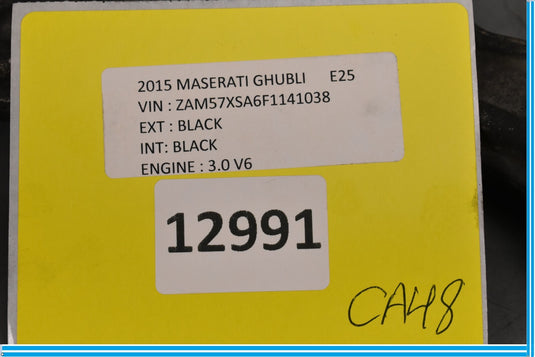 2015 MASERATI GHUBLI E25
VIN : ZAM57XSA6F1141038
EXT : BLACK
INT: BLACK
ENGINE : 3.0 V6
12991
CA48